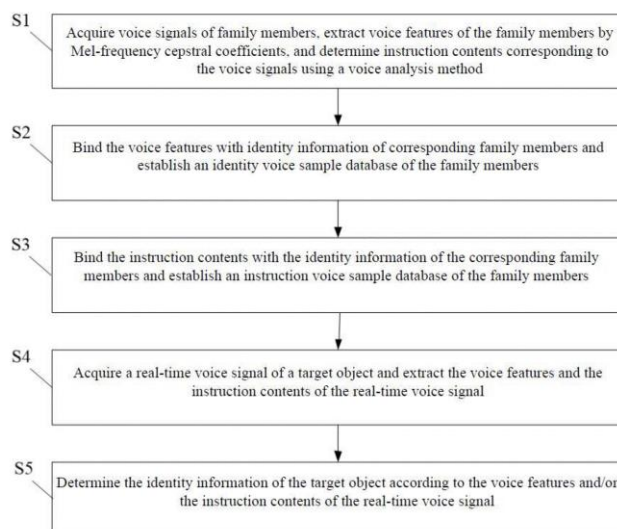 S1
Acquire voice signals of family members, extract voice features of the family members by
Mel-frequency cepstral coefficients, and determine instruction contents corresponding to
the voice signals using a voice analysis method
S2
Bind the voice features with identity information of corresponding family members and
establish an identity voice sample database of the family members
S3
Bind the instruction contents with the identity information of the corresponding family
members and establish an instruction voice sample database of the family members
S4
Acquire a real-time voice signal of a target object and extract the voice features and the
instruction contents of the real-time voice signal
S5
Determine the identity information of the target object according to the voice features and/or
the instruction contents of the real-time voice signal